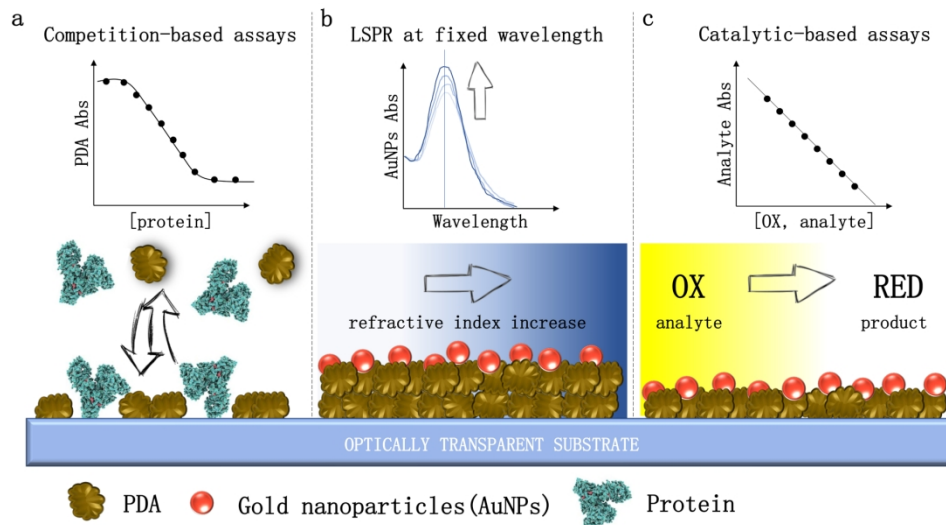 a
Competition-based assays
PDA Abs
[protein]
b
LSPR at fixed wavelength
AuNPs Abs
Wavelength
refractive index increase
c
Catalytic-based assays
Analyte Abs
[OX, analyte]
OX
analyte
RED
product
OPTICALLY TRANSPARENT SUBSTRATE
PDA
Gold nanoparticles(AuNPs)
Protein